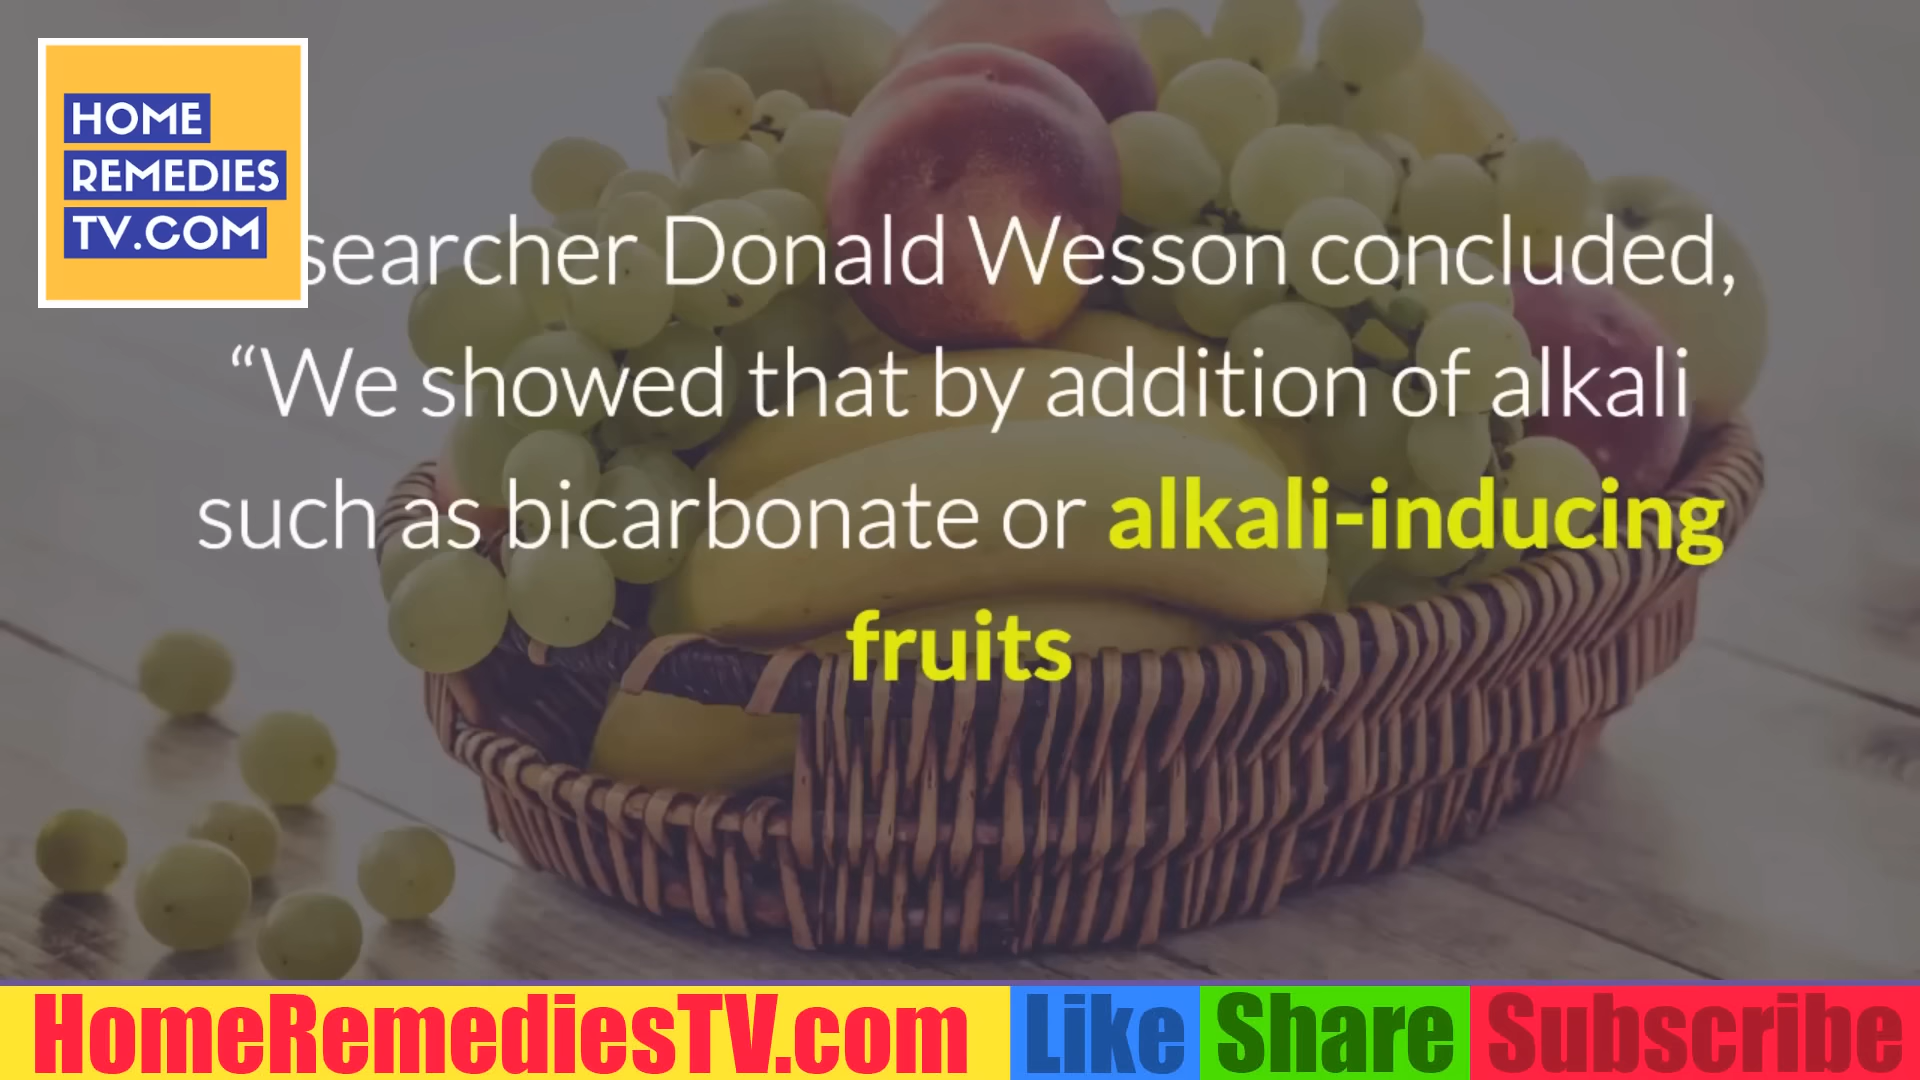 HOME
REMEDIES
TV.COM
searcher Donald Wesson concluded,
“We showed that by addition of alkali
such as bicarbonate or alkali-inducing
fruits
HomeRemediesTV.com Like Share Subscribe